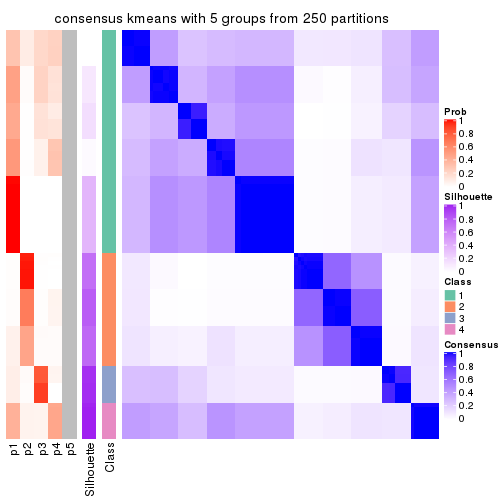 consensus kmeans with 5 groups from 250 partitions
Prob
1
0.8
0.6
0.4
0.2
0
Silhouette
1
0.8
0.6
0.4
0.2
0
Class
1
2
3
4
Consensus
1
0.8
0.6
0.4
0.2
0
p1
p2
p3
p4
p5
Silhouette
Class